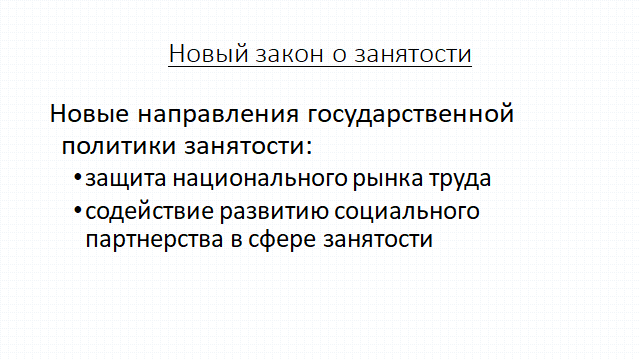 Новый закон о занятости
Новые направления государственной
политики занятости:
•защита национального рынка труда
•содействие развитию социального
партнерства в сфере занятости